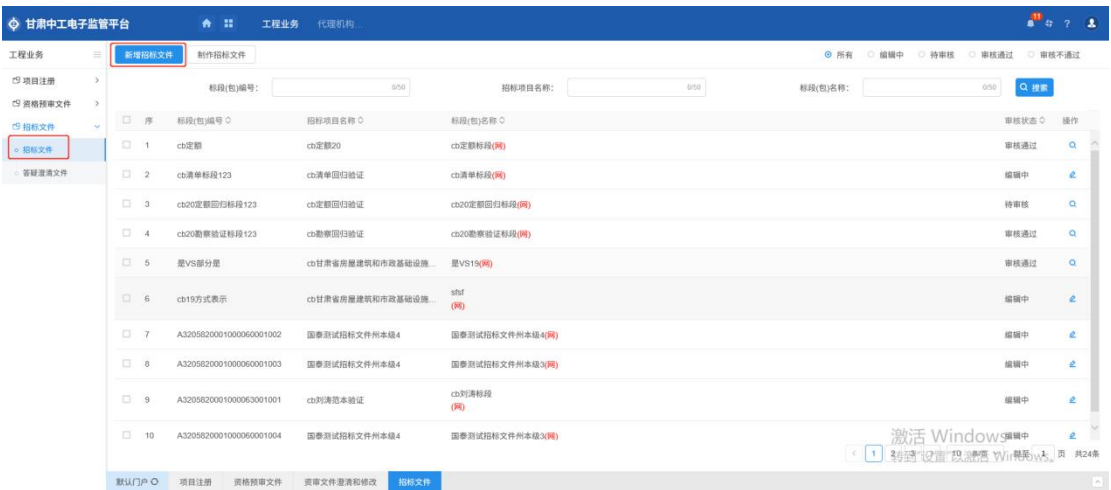 甘肃中工电子监管平台 工程业务 代理机构... 11 ?
工程业务 新增招标文件 制作招标文件 所有 编辑中 待审核 审核通过 审核不通过
项目注册
标段(包)编号: 0/50 招标项目名称: 0/50 标段(包)名称: 0/50 搜索
资格预审文件
招标文件 序 标段(包)编号 招标项目名称 标段(包)名称 审核状态 操作
招标文件 1 cb定额 cb定额20 cb定额标段(网) 审核通过
答疑澄清文件 2 cb清单标段123 cb清单回归验证 cb清单标段(网) 编辑中
3 cb20定额回归标段123 cb定额回归验证 cb20定额回归标段(网) 待审核
4 cb20勘察验证标段123 cb勘察回归验证 cb20勘察验证标段(网) 审核通过
5 是VS部分是 cb甘肃省房屋建筑和市政基础设施... 是VS19(网) 审核通过
6 cb19方式表示 cb甘肃省房屋建筑和市政基础设施... sfsf
(网) 编辑中
7 A3205820001000060001002 国泰测试招标文件州本级4 国泰测试招标文件州本级4(网) 编辑中
8 A3205820001000060001003 国泰测试招标文件州本级4 国泰测试招标文件州本级3(网) 编辑中
9 A3205820001000063001001 cb刘涛范本验证 cb刘涛标段
(网) 编辑中
10 A3205820001000060001004 国泰测试招标文件州本级4 国泰测试招标文件州本级3(网) 编辑中
激活 Windows
转到"设置"以激活 Windows。
1 2 3 10 条/页 跳至 1 页 共24条
默认门户 项目注册 资格预审文件 资审文件澄清和修改 招标文件